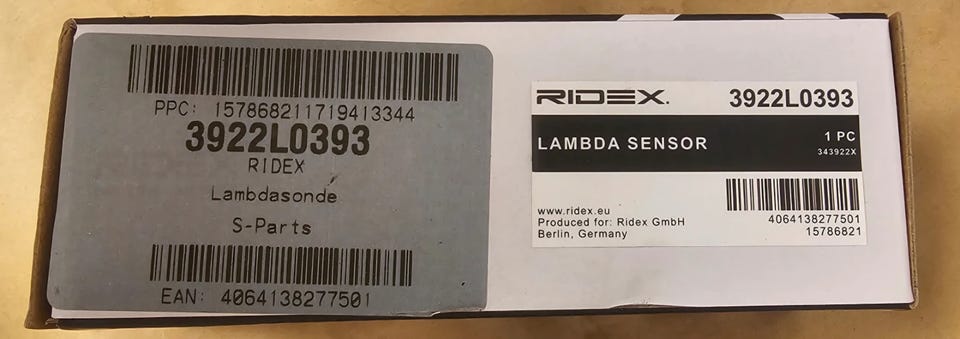 PPC: 157868211719413344
3922L0393
RIDEX
Lambdasonde
S-Parts
EAN: 4064138277501
RIDEX. 3922L0393
LAMBDA SENSOR 1 PC
343922X
www.ridex.eu
Produced for: Ridex GmbH
Berlin, Germany
4064138277501
15786821